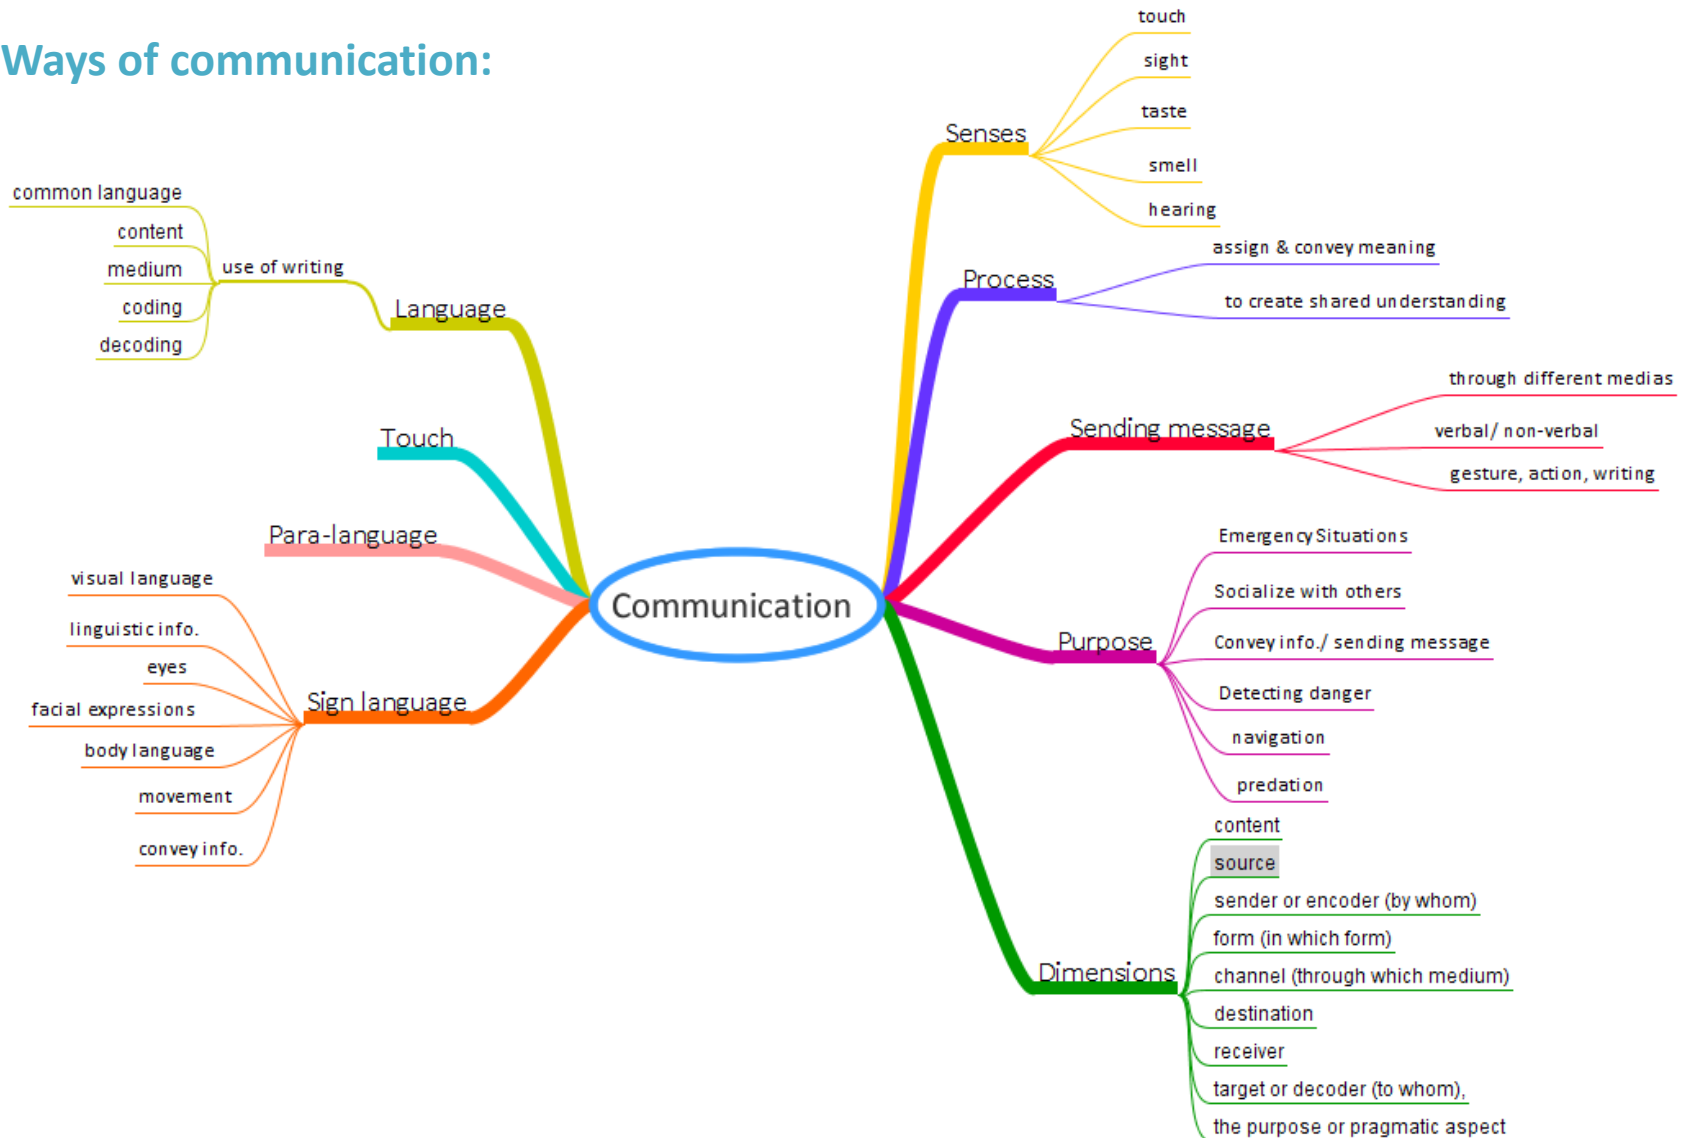 Ways of communication:
Communication
Senses
touch
sight
taste
smell
hearing
Process
assign & convey meaning
to create shared understanding
Sending message
through different medias
verbal/ non-verbal
gesture, action, writing
Purpose
Emergency Situations
Socialize with others
Convey info./ sending message
Detecting danger
navigation
predation
Dimensions
content
source
sender or encoder (by whom)
form (in which form)
channel (through which medium)
destination
receiver
target or decoder (to whom),
the purpose or pragmatic aspect
Language
use of writing
common language
content
medium
coding
decoding
Touch
Para-language
Sign language
visual language
linguistic info.
eyes
facial expressions
body language
movement
convey info.